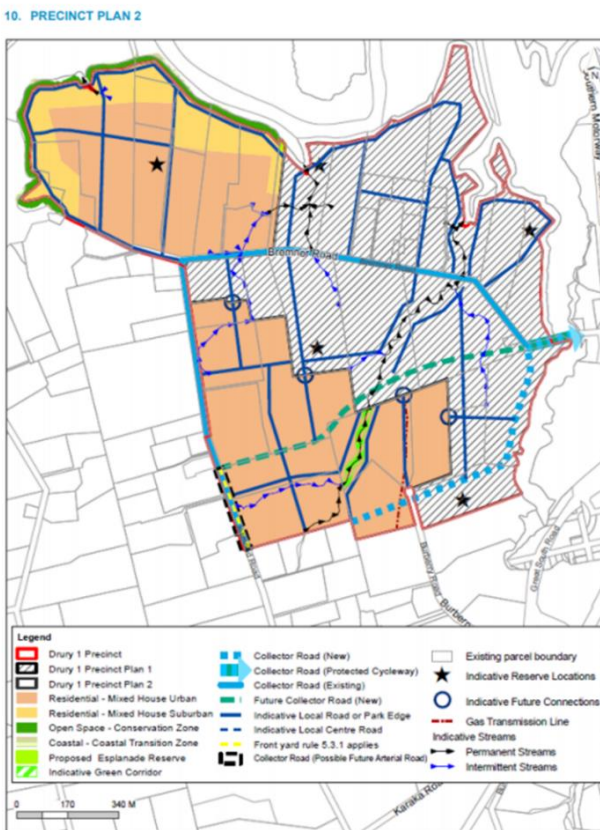 10. PRECINCT PLAN 2
Southern Motorway
Bremner Road
Road
Burberry Road
Burberr
Great South Road
Legend
Drury 1 Precinct
Drury 1 Precinct Plan 1
Drury 1 Precinct Plan 2
Residential - Mixed House Urban
Residential - Mixed House Suburban
Open Space - Conservation Zone
Coastal - Coastal Transition Zone
Proposed Esplanade Reserve
Indicative Green Corridor
Collector Road (New)
Collector Road (Protected Cycleway)
Collector Road (Existing)
Future Collector Road (New)
Indicative Local Road or Park Edge
Indicative Local Centre Road
Front yard rule 5.3.1 applies
Collector Road (Possible Future Arterial Road)
Existing parcel boundary
Indicative Reserve Locations
Indicative Future Connections
Gas Transmission Line
Indicative Streams
Permanent Streams
Intermittent Streams
0 170 340 M
Karaka Roa